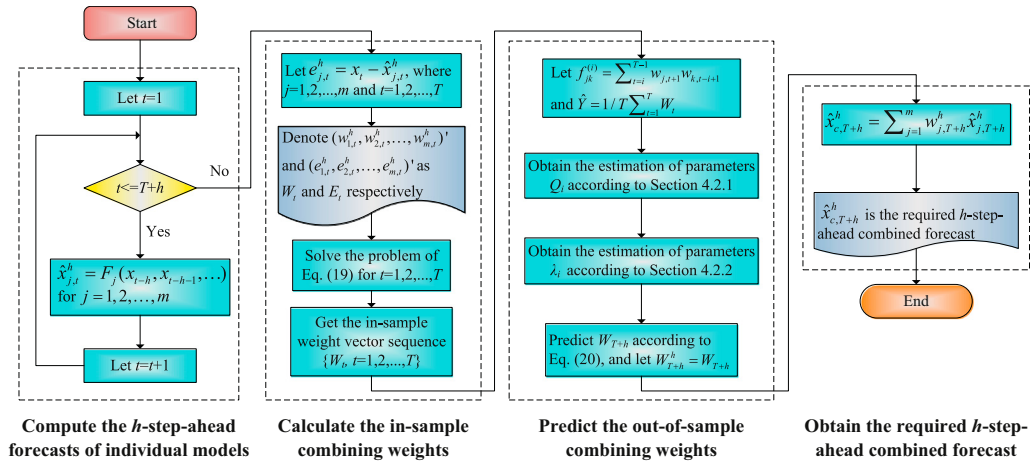 Start
Let t=1
t<=T+h
No
Yes
x̂^h_{j,t} = F_j(x_{t-h}, x_{t-h-1},…)
for j = 1,2,…,m
Let t=t+1
Compute the h-step-ahead
forecasts of individual models
Let e^h_{j,t} = x_t − x̂^h_{j,t}, where
j=1,2,...,m and t=1,2,...,T
Denote (w^h_{1,t}, w^h_{2,t},…, w^h_{m,t})'
and (e^h_{1,t}, e^h_{2,t},…, e^h_{m,t})' as
W_t and E_t respectively
Solve the problem of
Eq. (19) for t=1,2,...,T
Get the in-sample
weight vector sequence
{W_t, t=1,2,...,T}
Calculate the in-sample
combining weights
Let f^{(i)}_{jk} = ∑^{T−1}_{t=i} w_{j,t+1} w_{k,t−i+1}
and Ŷ = 1/T ∑^T_{t=1} W_t
Obtain the estimation of parameters
Q_i according to Section 4.2.1
Obtain the estimation of parameters
λ_i according to Section 4.2.2
Predict W_{T+h} according to
Eq. (20), and let W^h_{T+h} = W_{T+h}
Predict the out-of-sample
combining weights
x̂^h_{c,T+h} = ∑^m_{j=1} w^h_{j,T+h} x̂^h_{j,T+h}
x̂^h_{c,T+h} is the required h-step-
ahead combined forecast
End
Obtain the required h-step-
ahead combined forecast